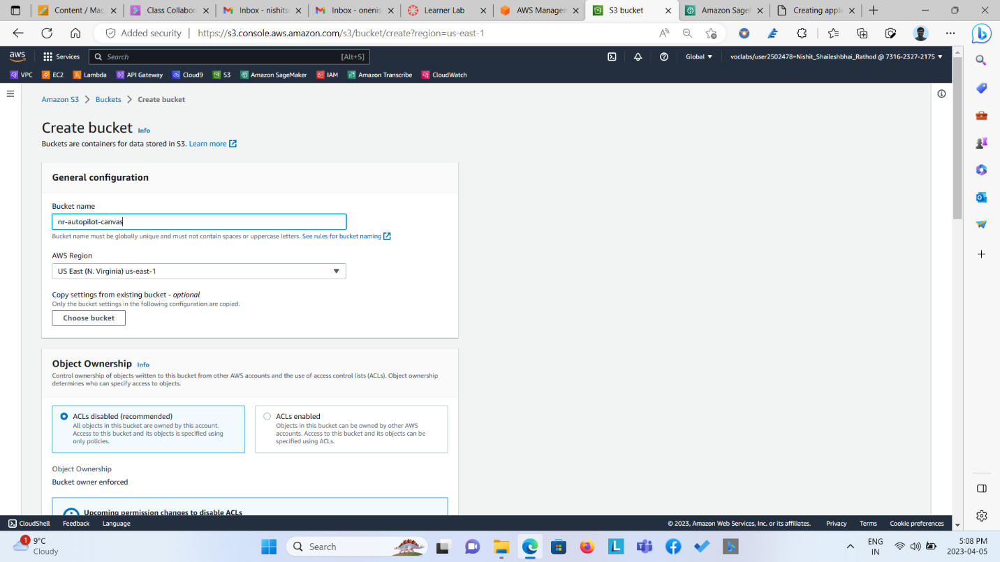 Content / Mac
Class Collabora
Inbox - nishits
Inbox - onenis
Learner Lab
AWS Managem
S3 bucket
Amazon SageM
Creating appli
Added security
https://s3.console.aws.amazon.com/s3/bucket/create?region=us-east-1
aws
Services
Search
[Alt+S]
Global
voclabs/user2502478=Nishit_Shaileshbhai_Rathod @ 7316-2327-2175
VPC
EC2
Lambda
API Gateway
Cloud9
S3
Amazon SageMaker
IAM
Amazon Transcribe
CloudWatch
Amazon S3 > Buckets > Create bucket
Create bucket Info
Buckets are containers for data stored in S3. Learn more
General configuration
Bucket name
nr-autopilot-canvas
Bucket name must be globally unique and must not contain spaces or uppercase letters. See rules for bucket naming
AWS Region
US East (N. Virginia) us-east-1
Copy settings from existing bucket - optional
Only the bucket settings in the following configuration are copied.
Choose bucket
Object Ownership Info
Control ownership of objects written to this bucket from other AWS accounts and the use of access control lists (ACLs). Object ownership
determines who can specify access to objects.
ACLs disabled (recommended)
All objects in this bucket are owned by this account.
Access to this bucket and its objects is specified using
only policies.
ACLs enabled
Objects in this bucket can be owned by other AWS
accounts. Access to this bucket and its objects can be
specified using ACLs.
Object Ownership
Bucket owner enforced
Upcoming permission changes to disable ACLs
CloudShell
Feedback
Language
© 2023, Amazon Web Services, Inc. or its affiliates.
Privacy
Terms
Cookie preferences
1
9°C
Cloudy
Search
ENG
IN
5:08 PM
2023-04-05